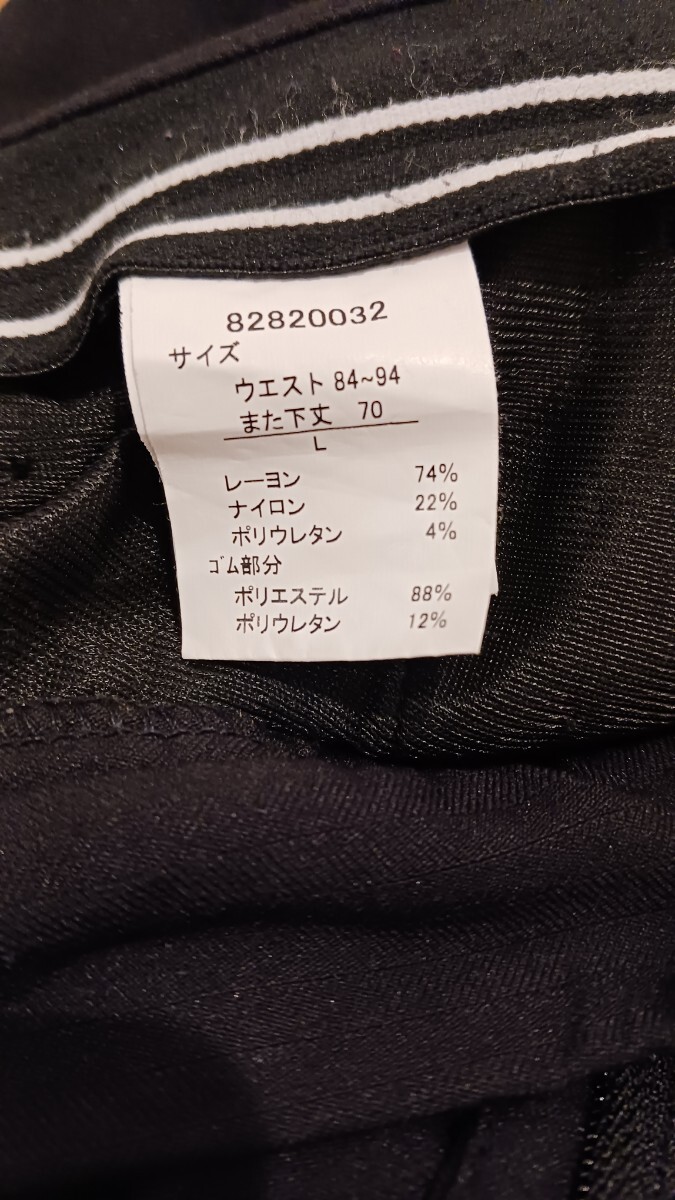 82820032
サイズ
ウエスト 84~94
また下丈 70
L
レーヨン 74%
ナイロン 22%
ポリウレタン 4%
ゴム部分
ポリエステル 88%
ポリウレタン 12%